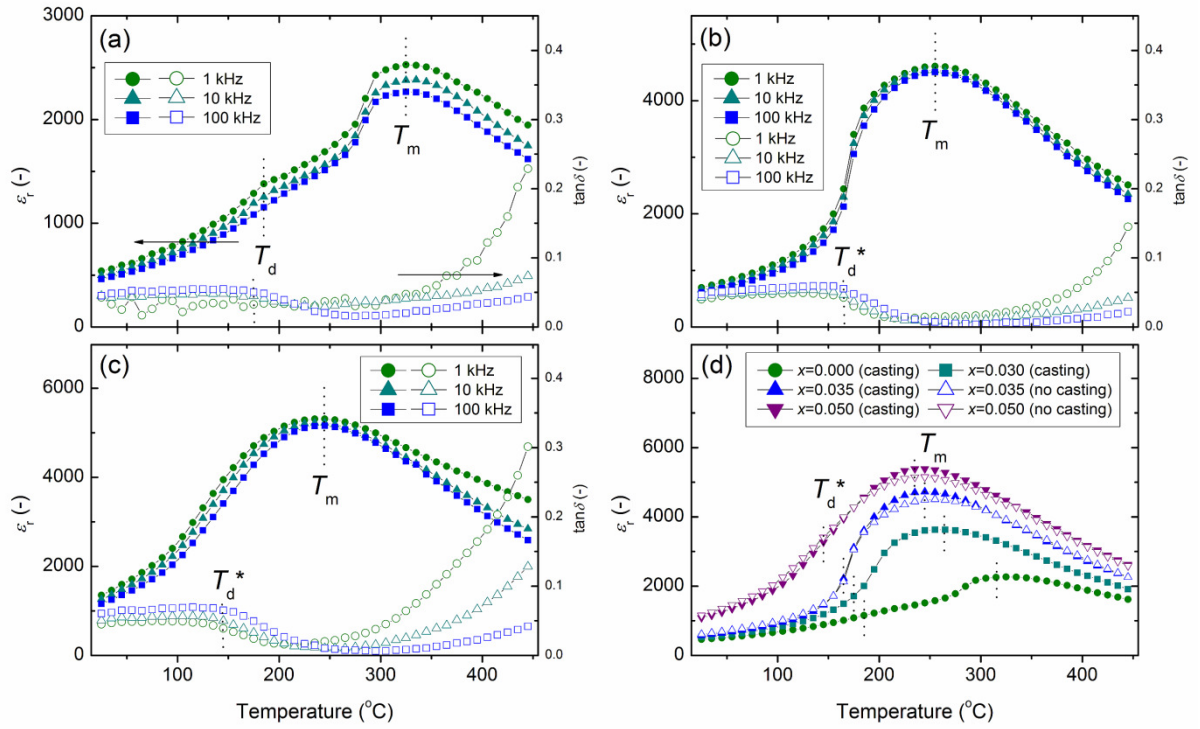 (a)
3000
2000
1000
0
εr (-)
1 kHz
10 kHz
100 kHz
Tm
Td
0.4
0.3
0.2
0.1
0.0
tanδ (-)
(b)
4000
2000
0
εr (-)
1 kHz
10 kHz
100 kHz
1 kHz
10 kHz
100 kHz
Tm
Td*
0.4
0.3
0.2
0.1
0.0
tanδ (-)
(c)
6000
4000
2000
0
εr (-)
1 kHz
10 kHz
100 kHz
Tm
Td*
0.4
0.3
0.2
0.1
0.0
tanδ (-)
100 200 300 400
Temperature (oC)
(d)
8000
6000
4000
2000
0
εr (-)
x=0.000 (casting) x=0.030 (casting)
x=0.035 (casting) x=0.035 (no casting)
x=0.050 (casting) x=0.050 (no casting)
Tm
Td*
100 200 300 400
Temperature (oC)